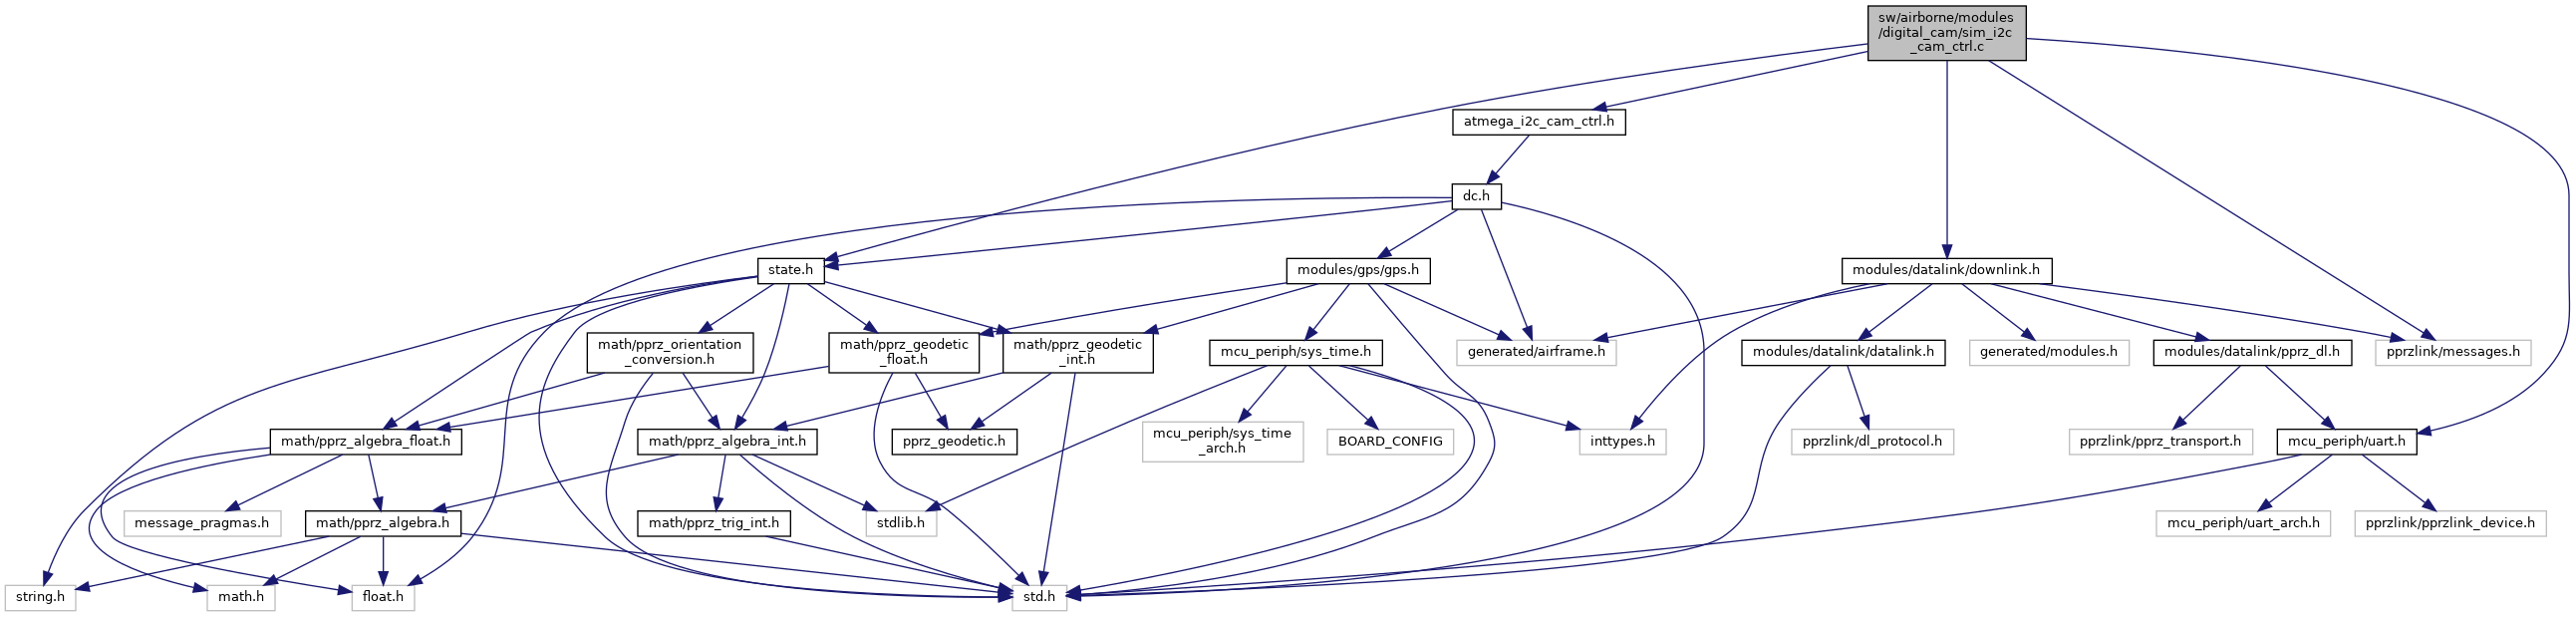 sw/airborne/modules
/digital_cam/sim_i2c
_cam_ctrl.c
atmega_i2c_cam_ctrl.h
dc.h
state.h
modules/gps/gps.h
modules/datalink/downlink.h
math/pprz_orientation
_conversion.h
math/pprz_geodetic
_float.h
math/pprz_geodetic
_int.h
mcu_periph/sys_time.h
generated/airframe.h
modules/datalink/datalink.h
generated/modules.h
modules/datalink/pprz_dl.h
pprzlink/messages.h
math/pprz_algebra_float.h
math/pprz_algebra_int.h
pprz_geodetic.h
mcu_periph/sys_time
_arch.h
BOARD_CONFIG
inttypes.h
pprzlink/dl_protocol.h
pprzlink/pprz_transport.h
mcu_periph/uart.h
message_pragmas.h
math/pprz_algebra.h
math/pprz_trig_int.h
stdlib.h
mcu_periph/uart_arch.h
pprzlink/pprzlink_device.h
string.h
math.h
float.h
std.h